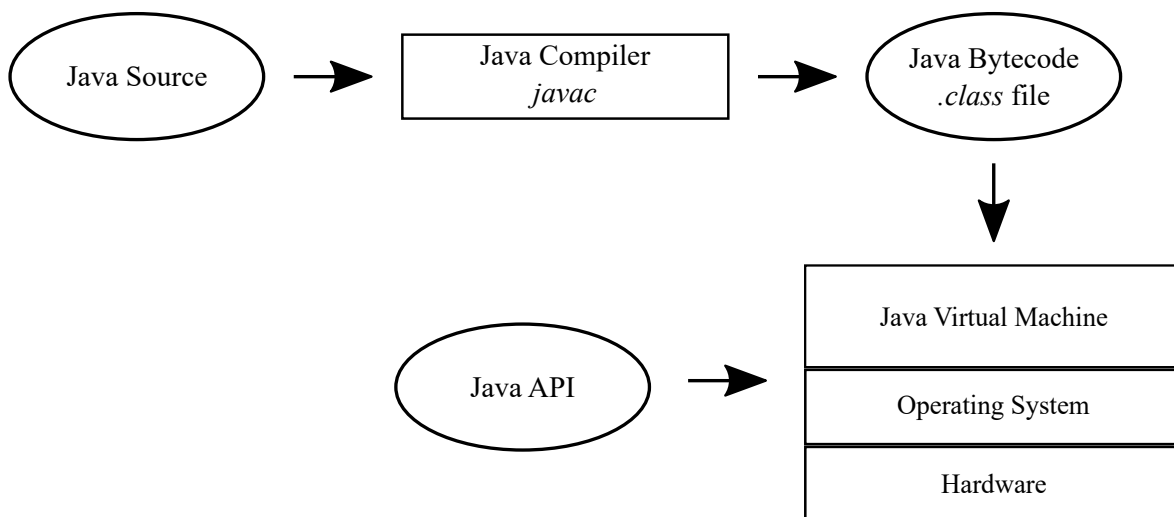 Java Source
Java Compiler
javac
Java Bytecode
.class file
Java Virtual Machine
Java API
Operating System
Hardware